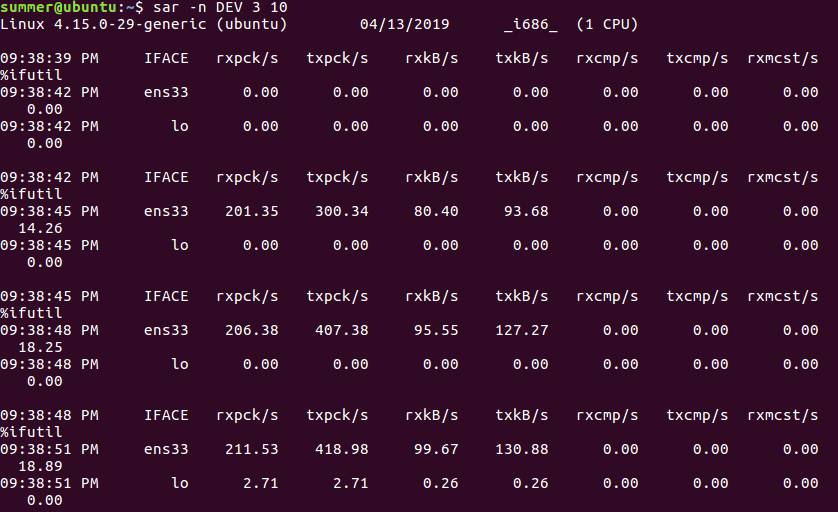 summer@ubuntu:~$ sar -n DEV 3 10
Linux 4.15.0-29-generic (ubuntu)        04/13/2019      _i686_  (1 CPU)

09:38:39 PM     IFACE   rxpck/s   txpck/s    rxkB/s    txkB/s   rxcmp/s   txcmp/s  rxmcst/s
%ifutil
09:38:42 PM     ens33      0.00      0.00      0.00      0.00      0.00      0.00      0.00
   0.00
09:38:42 PM        lo      0.00      0.00      0.00      0.00      0.00      0.00      0.00
   0.00

09:38:42 PM     IFACE   rxpck/s   txpck/s    rxkB/s    txkB/s   rxcmp/s   txcmp/s  rxmcst/s
%ifutil
09:38:45 PM     ens33    201.35    300.34     80.40     93.68      0.00      0.00      0.00
  14.26
09:38:45 PM        lo      0.00      0.00      0.00      0.00      0.00      0.00      0.00
   0.00

09:38:45 PM     IFACE   rxpck/s   txpck/s    rxkB/s    txkB/s   rxcmp/s   txcmp/s  rxmcst/s
%ifutil
09:38:48 PM     ens33    206.38    407.38     95.55    127.27      0.00      0.00      0.00
  18.25
09:38:48 PM        lo      0.00      0.00      0.00      0.00      0.00      0.00      0.00
   0.00

09:38:48 PM     IFACE   rxpck/s   txpck/s    rxkB/s    txkB/s   rxcmp/s   txcmp/s  rxmcst/s
%ifutil
09:38:51 PM     ens33    211.53    418.98     99.67    130.88      0.00      0.00      0.00
  18.89
09:38:51 PM        lo      2.71      2.71      0.26      0.26      0.00      0.00      0.00
   0.00